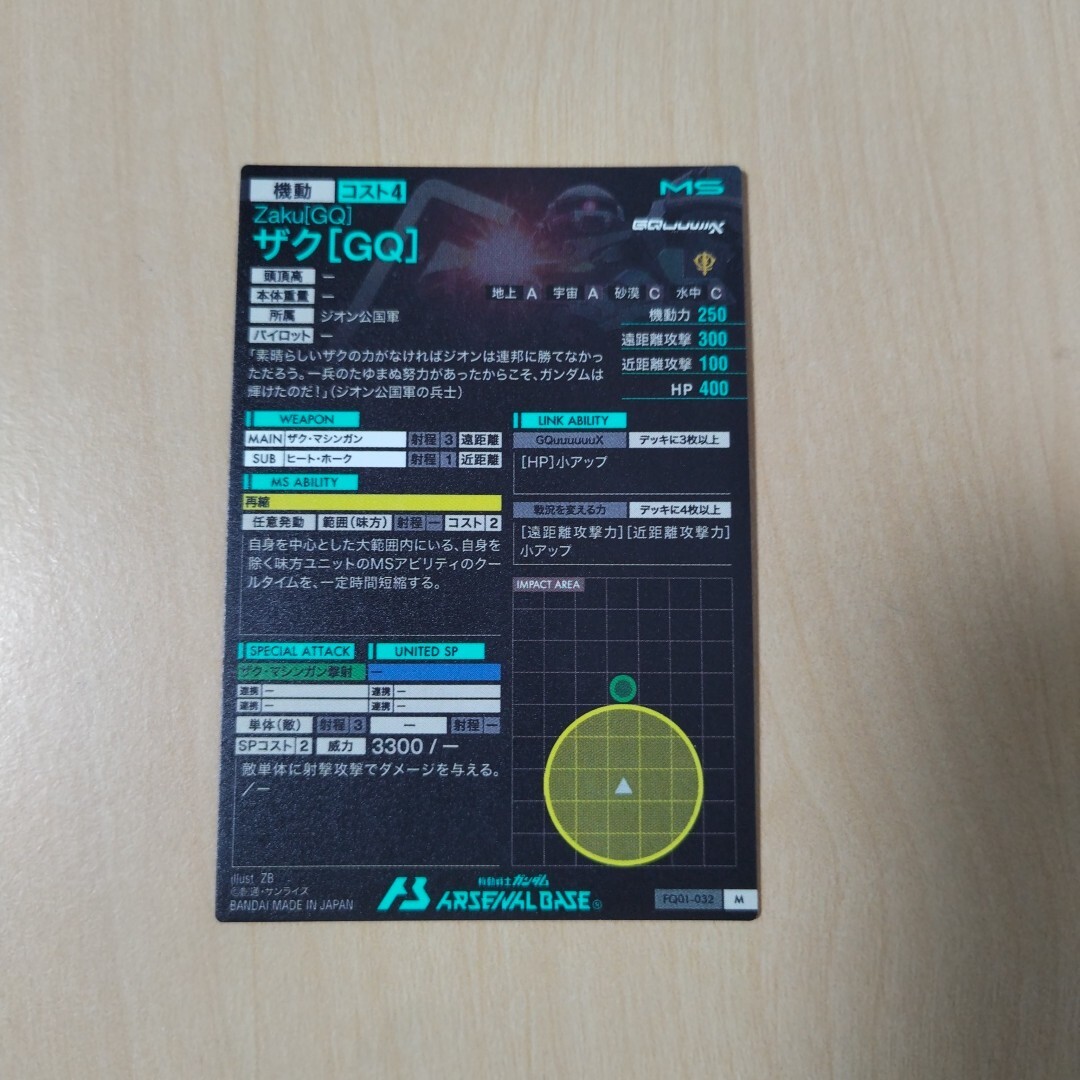 機動 コスト4 MS
Zaku[GQ]
ザク[GQ]
GQuuuuuuX
頭頂高 ー
本体重量 ー
地上 A 宇宙 A 砂漠 C 水中 C
所属 ジオン公国軍
パイロット ー
機動力 250
遠距離攻撃 300
近距離攻撃 100
HP 400
「素晴らしいザクの力がなければジオンは連邦に勝てなかっ
ただろう。一兵のたゆまぬ努力があったからこそ、ガンダムは
輝けたのだ!」(ジオン公国軍の兵士)
WEAPON
MAIN ザク・マシンガン 射程 3 遠距離
SUB ヒート・ホーク 射程 1 近距離
MS ABILITY
再縮
任意発動 範囲(味方) 射程 ー コスト 2
自身を中心とした大範囲内にいる、自身を
除く味方ユニットのMSアビリティのクー
ルタイムを、一定時間短縮する。
LINK ABILITY
GQuuuuuuX デッキに3枚以上
[HP]小アップ
戦況を変える力 デッキに4枚以上
[遠距離攻撃力][近距離攻撃力]
小アップ
IMPACT AREA
SPECIAL ATTACK UNITED SP
ザク・マシンガン撃射 ー
連携 ー 連携 ー
連携 ー 連携 ー
単体(敵) 射程 3 ー 射程 ー
SPコスト 2 威力 3300 / ー
敵単体に射撃攻撃でダメージを与える。
/ー
illust ZB
©創通・サンライズ
BANDAI MADE IN JAPAN
機動戦士ガンダム
ARSENAL BASE
FQ01-032 M